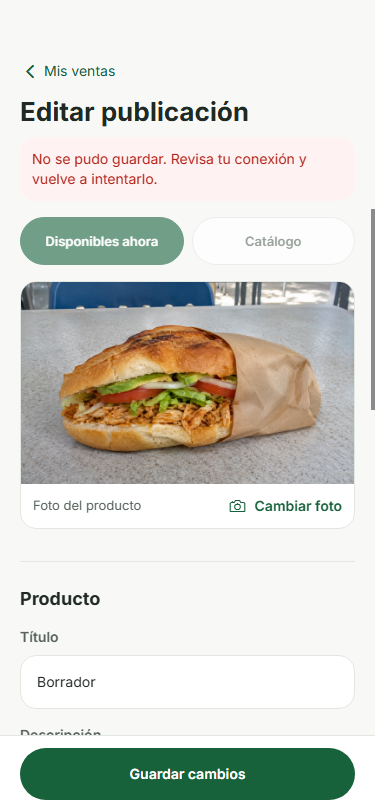 Mis ventas
Editar publicación
No se pudo guardar. Revisa tu conexión y
vuelve a intentarlo.
Disponibles ahora
Catálogo
Foto del producto
Cambiar foto
Producto
Título
Borrador
Descripción
Guardar cambios